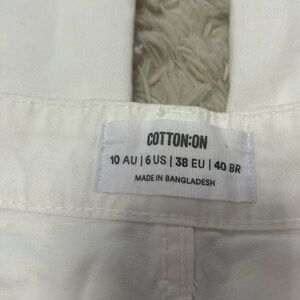 COTTON:ON
10 AU | 6 US | 38 EU | 40 BR
MADE IN BANGLADESH